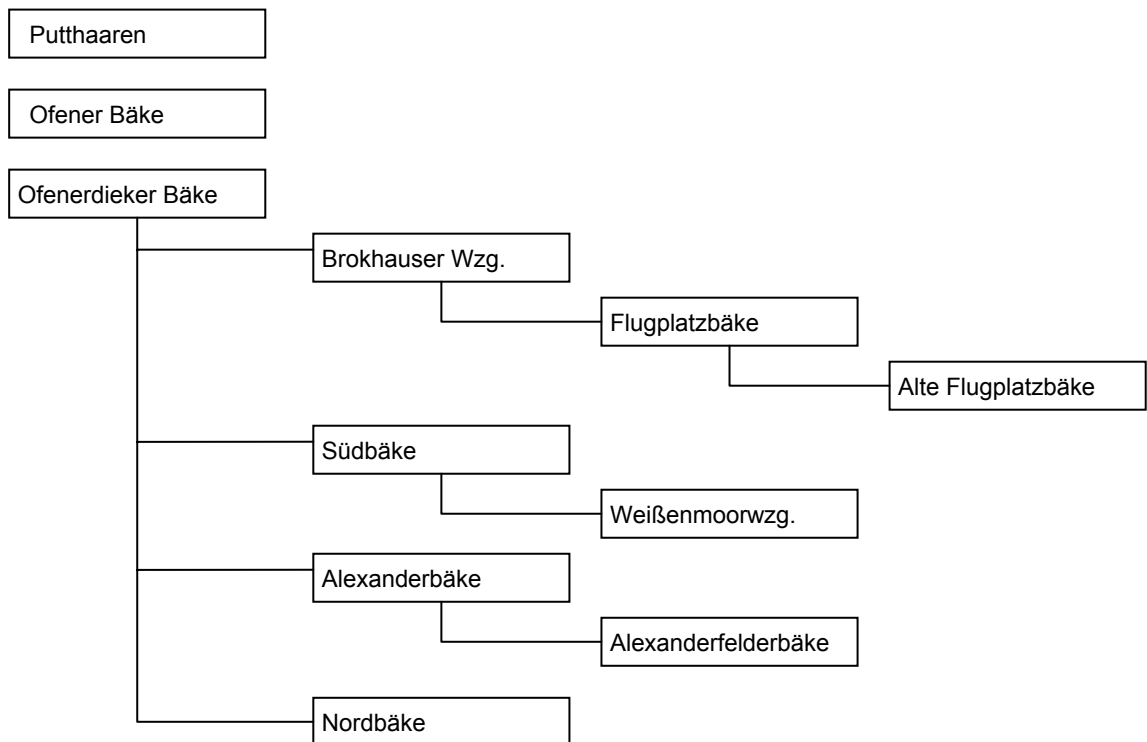 Putthaaren
Ofener Bäke
Ofenerdieker Bäke
Brokhauser Wzg.
Flugplatzbäke
Alte Flugplatzbäke
Südbäke
Weißenmoorwzg.
Alexanderbäke
Alexanderfelderbäke
Nordbäke